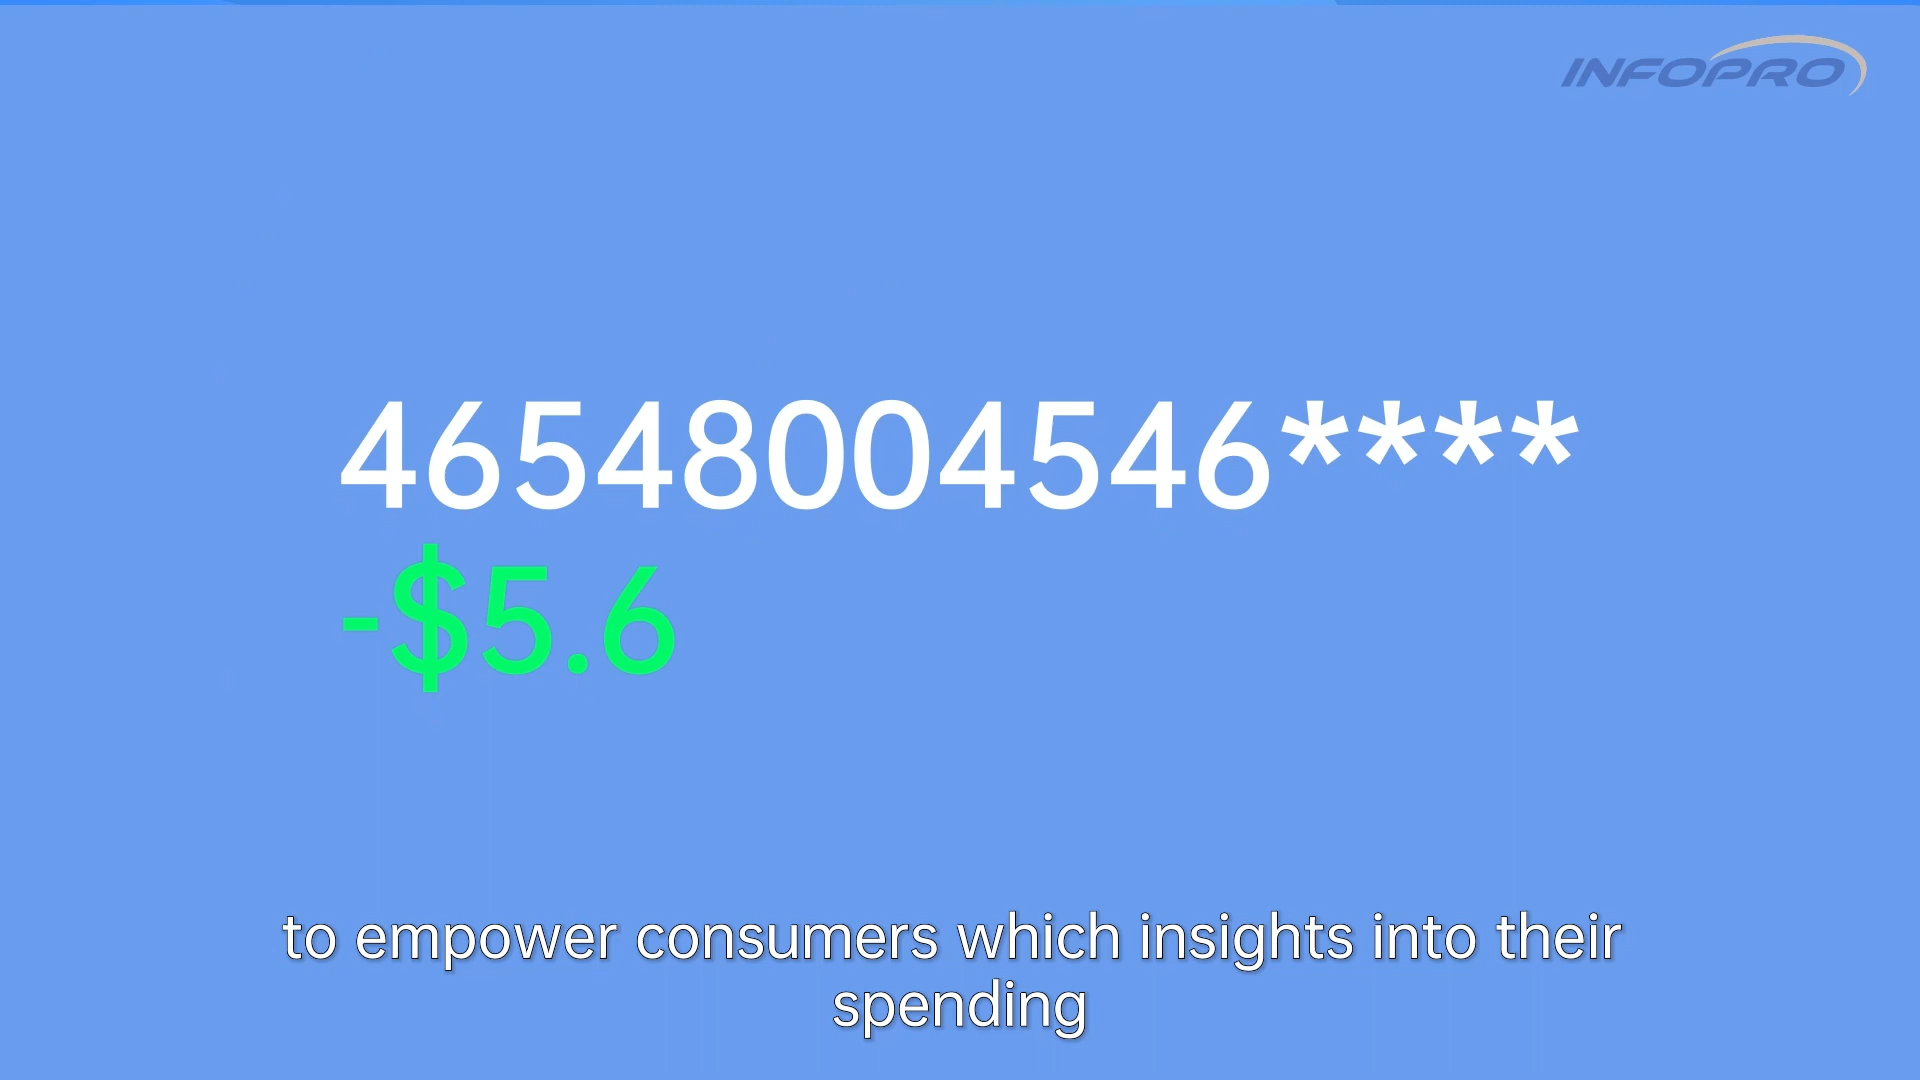 INFOPRO
46548004546****
-$5.6
to empower consumers which insights into their
spending